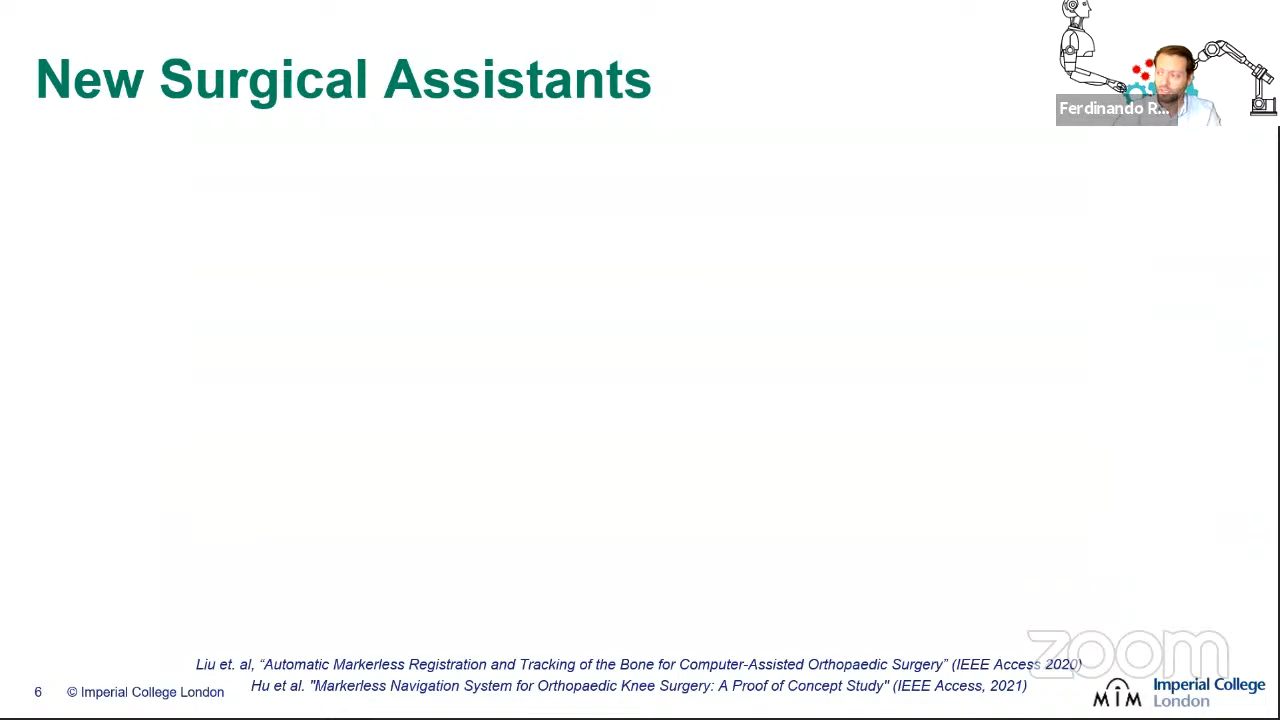 New Surgical Assistants
Ferdinando R...
Liu et. al, “Automatic Markerless Registration and Tracking of the Bone for Computer-Assisted Orthopaedic Surgery” (IEEE Access 2020)
Hu et al. "Markerless Navigation System for Orthopaedic Knee Surgery: A Proof of Concept Study" (IEEE Access, 2021)
6 © Imperial College London
zoom
MIM
Imperial College
London